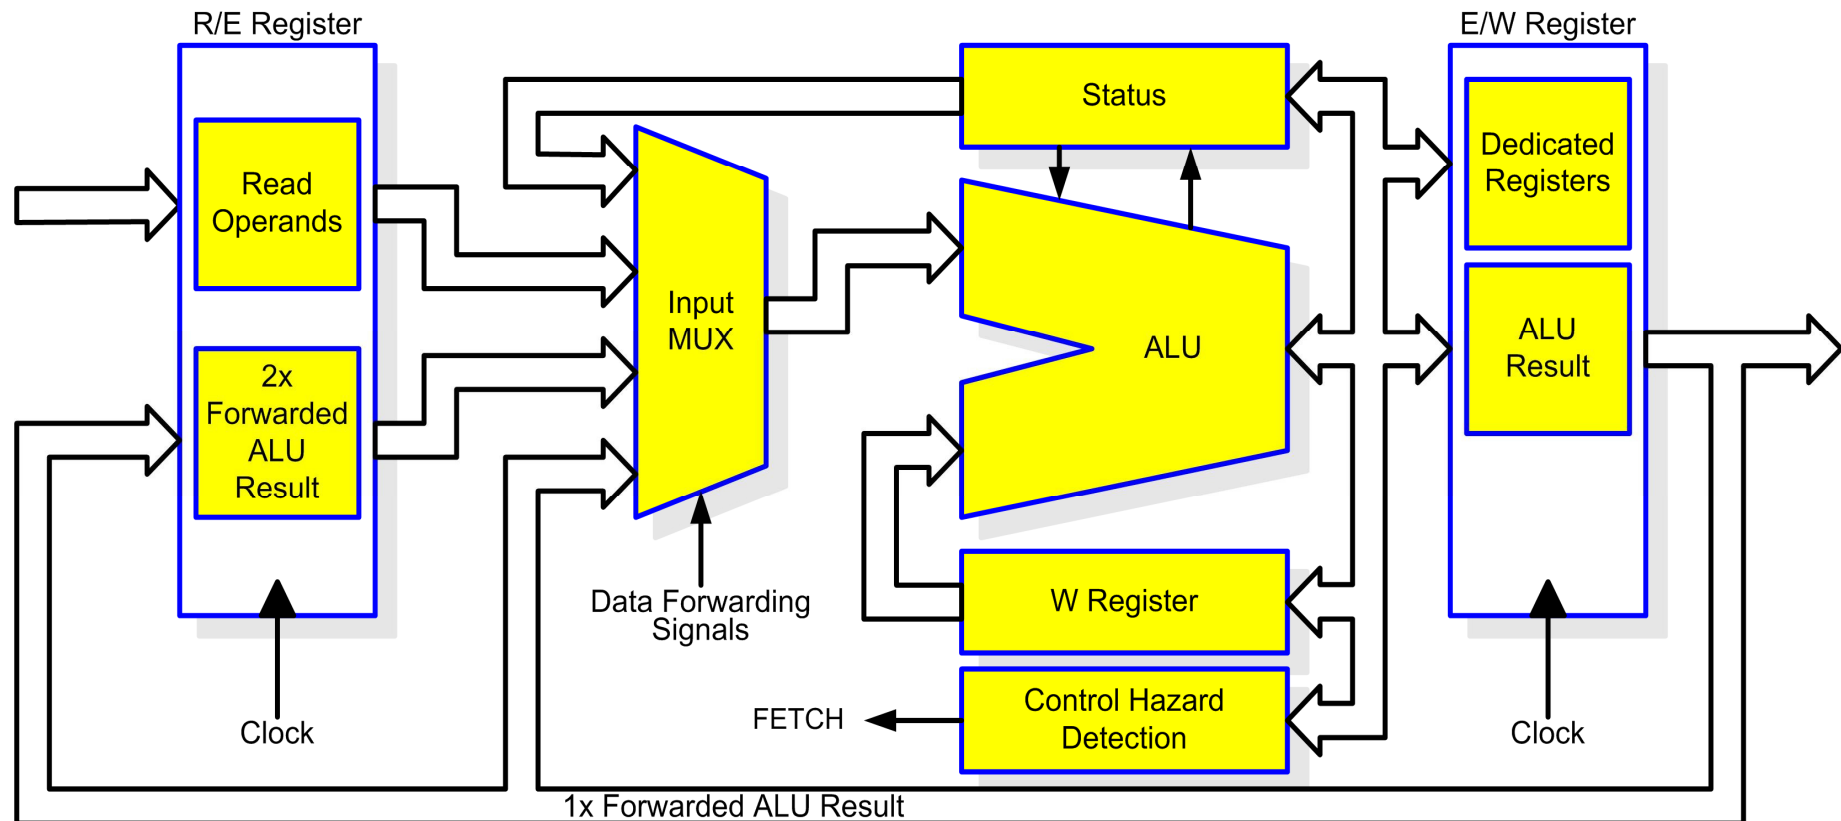 R/E Register
E/W Register
Status
Dedicated
Registers
Read
Operands
Input
MUX
ALU
ALU
Result
2x
Forwarded
ALU
Result
Data Forwarding
Signals
W Register
Control Hazard
Detection
FETCH
Clock
Clock
1x Forwarded ALU Result